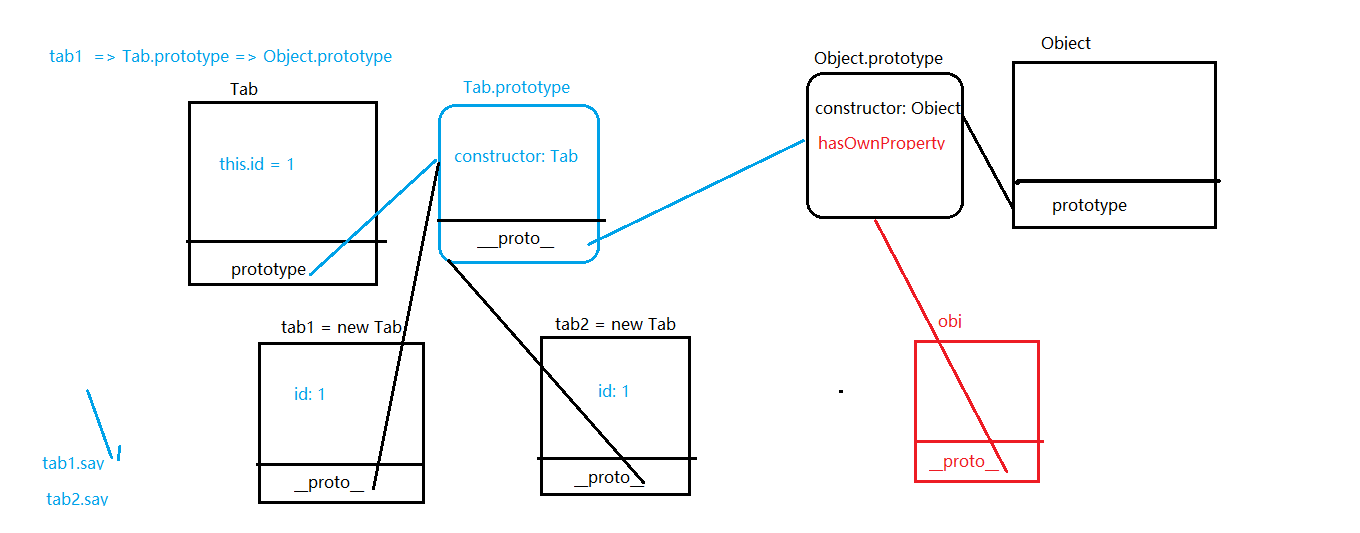 Object
tab1 => Tab.prototype => Object.prototype
Object.prototype
Tab
Tab.prototype
constructor: Object
hasOwnProperty
constructor: Tab
this.id = 1
prototype
__proto__
prototype
tab1 = new Tab
tab2 = new Tab
obj
id: 1
id: 1
tab1.say
__proto__
__proto__
__proto__
tab2.say